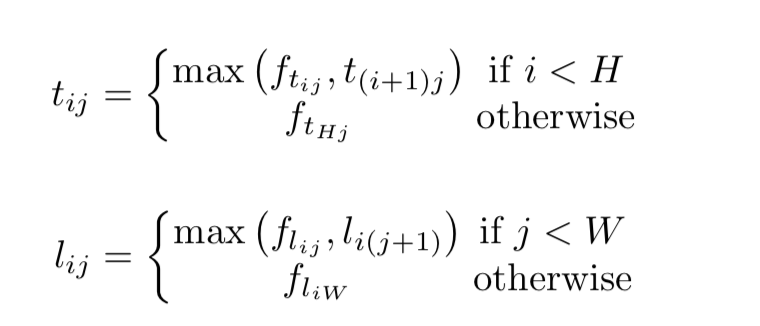 t_{ij} = \begin{cases} \max\left(f_{t_{ij}}, t_{(i+1)j}\right) & \text{if } i < H \\ f_{t_{Hj}} & \text{otherwise} \end{cases}
l_{ij} = \begin{cases} \max\left(f_{l_{ij}}, l_{i(j+1)}\right) & \text{if } j < W \\ f_{l_{iW}} & \text{otherwise} \end{cases}